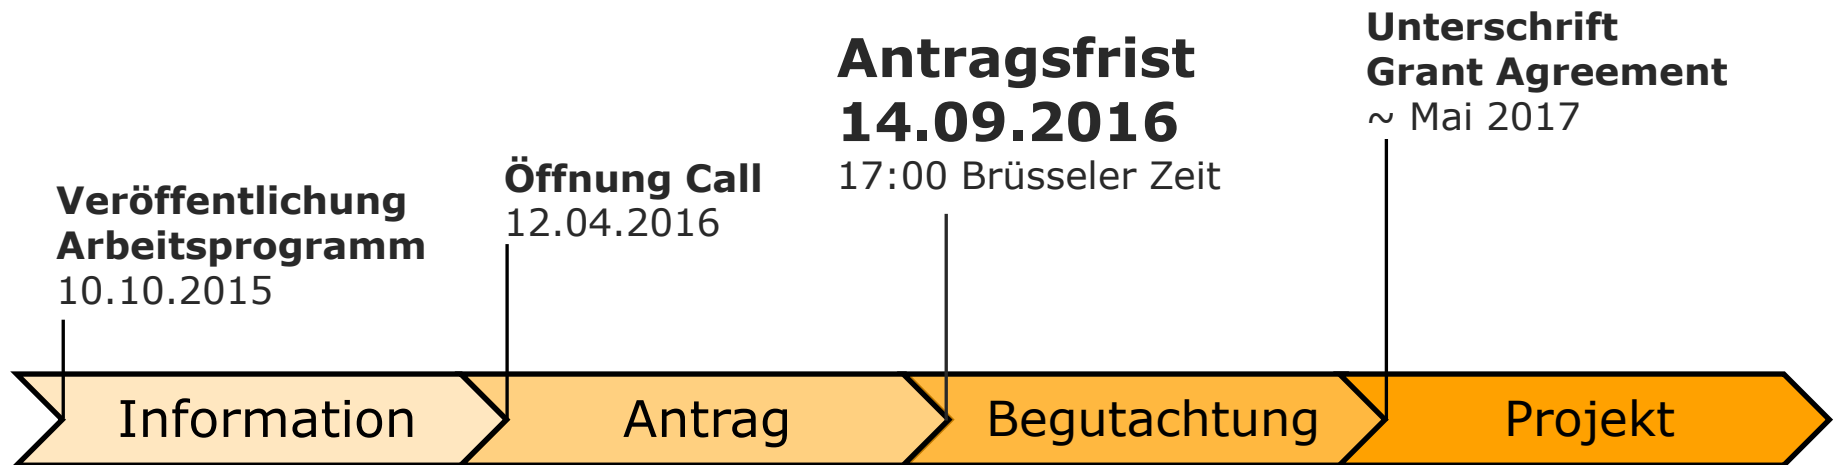 Veröffentlichung
Arbeitsprogramm
10.10.2015
Öffnung Call
12.04.2016
Antragsfrist
14.09.2016
17:00 Brüsseler Zeit
Unterschrift
Grant Agreement
~ Mai 2017
Information
Antrag
Begutachtung
Projekt